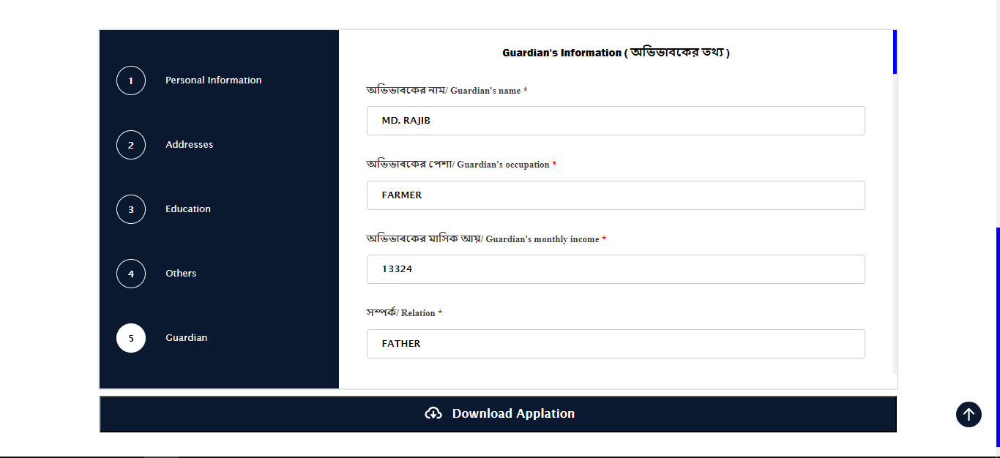 1 Personal Information
2 Addresses
3 Education
4 Others
5 Guardian
Guardian's Information ( অভিভাবকের তথ্য )
অভিভাবকের নাম/ Guardian's name *
MD. RAJIB
অভিভাবকের পেশা/ Guardian's occupation *
FARMER
অভিভাবকের মাসিক আয়/ Guardian's monthly income *
13324
সম্পর্ক/ Relation *
FATHER
Download Applation